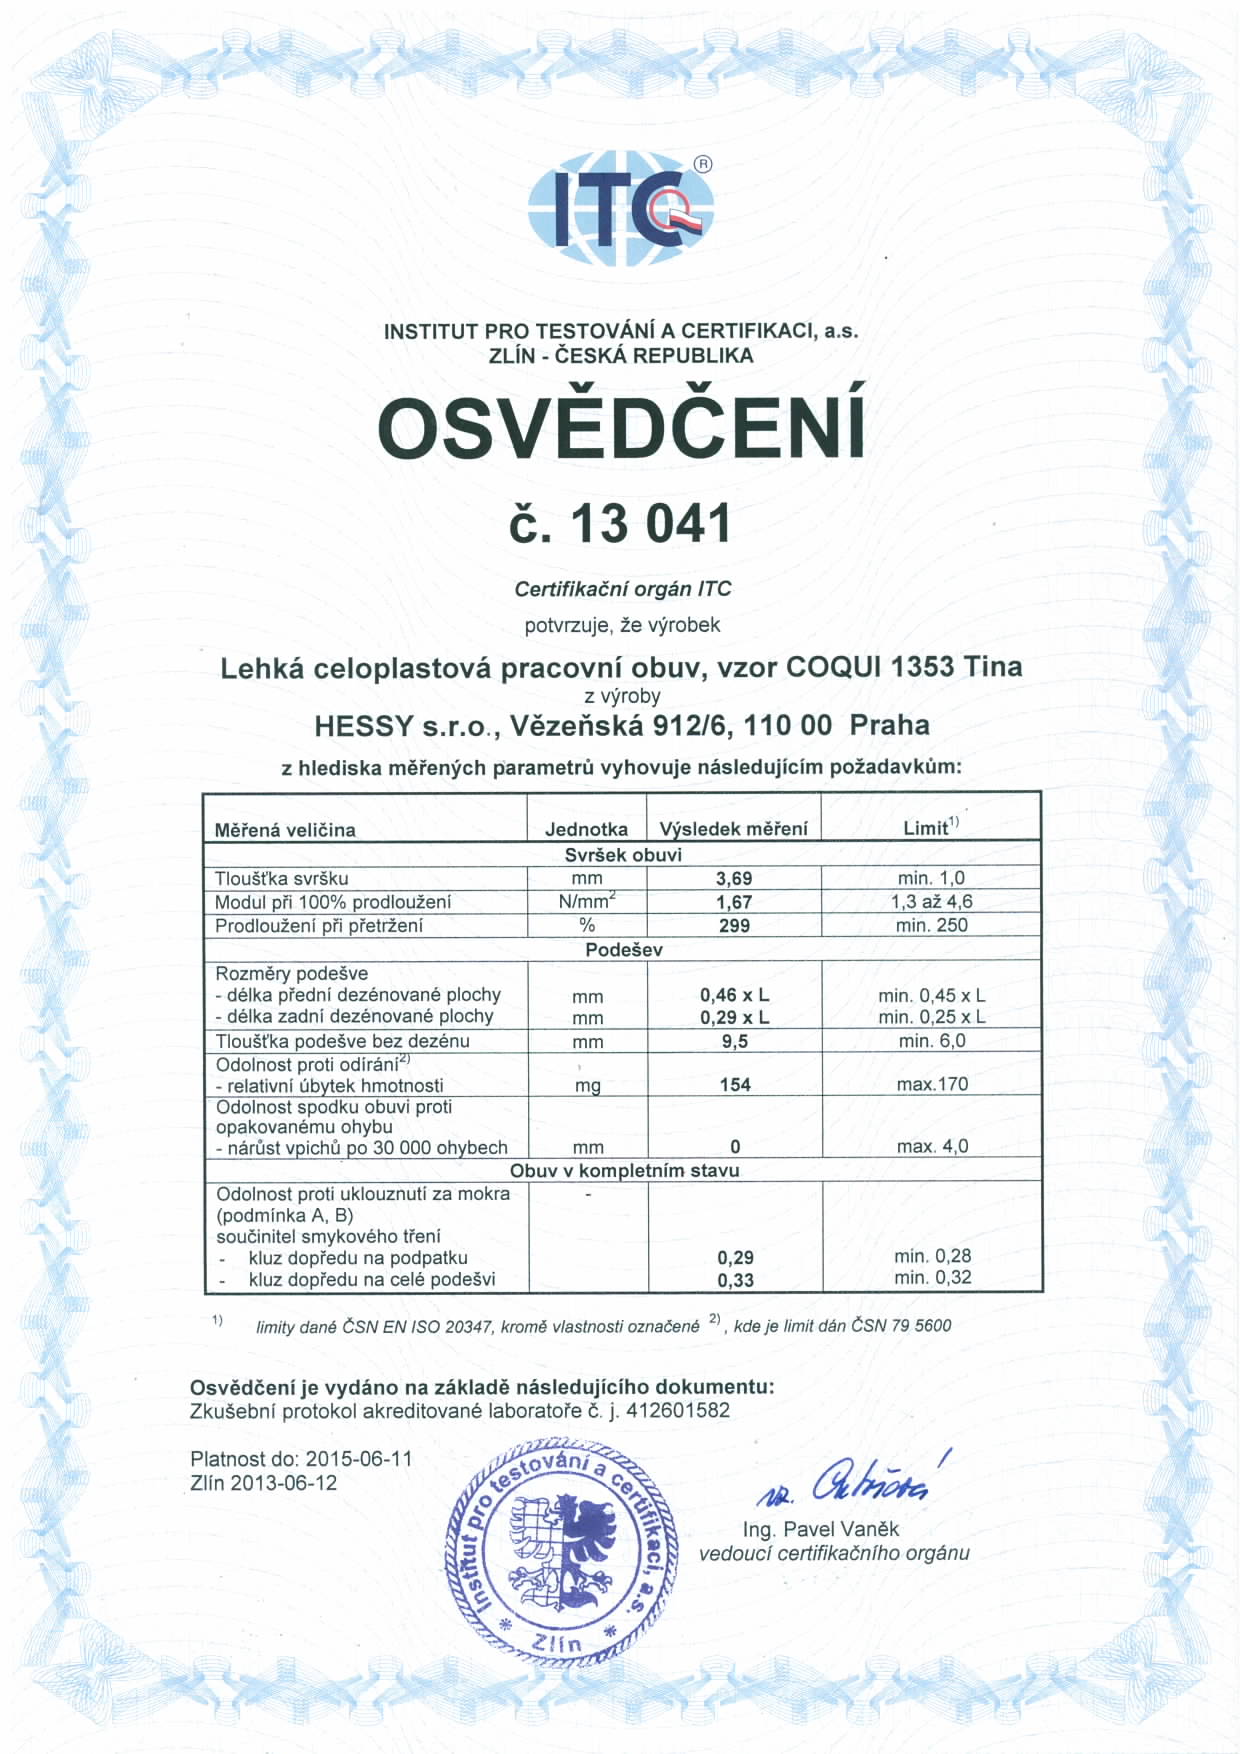 ITC ®
INSTITUT PRO TESTOVÁNÍ A CERTIFIKACI, a.s.
ZLÍN - ČESKÁ REPUBLIKA
OSVĚDČENÍ
č. 13 041
Certifikační orgán ITC
potvrzuje, že výrobek
Lehká celoplastová pracovní obuv, vzor COQUI 1353 Tina
z výroby
HESSY s.r.o., Vězeňská 912/6, 110 00 Praha
z hlediska měřených parametrů vyhovuje následujícím požadavkům:
Měřená veličina Jednotka Výsledek měření Limit1)
Svršek obuvi
Tloušťka svršku mm 3,69 min. 1,0
Modul při 100% prodloužení N/mm2 1,67 1,3 až 4,6
Prodloužení při přetržení % 299 min. 250
Podešev
Rozměry podešve
- délka přední dezénované plochy mm 0,46 x L min. 0,45 x L
- délka zadní dezénované plochy mm 0,29 x L min. 0,25 x L
Tloušťka podešve bez dezénu mm 9,5 min. 6,0
Odolnost proti odírání2)
- relativní úbytek hmotnosti mg 154 max.170
Odolnost spodku obuvi proti
opakovanému ohybu
- nárůst vpichů po 30 000 ohybech mm 0 max. 4,0
Obuv v kompletním stavu
Odolnost proti uklouznutí za mokra -
(podmínka A, B)
součinitel smykového tření
- kluz dopředu na podpatku 0,29 min. 0,28
- kluz dopředu na celé podešvi 0,33 min. 0,32
1) limity dané ČSN EN ISO 20347, kromě vlastnosti označené 2), kde je limit dán ČSN 79 5600
Osvědčení je vydáno na základě následujícího dokumentu:
Zkušební protokol akreditované laboratoře č. j. 412601582
Platnost do: 2015-06-11
Zlín 2013-06-12
Institut pro testování a certifikaci, a.s.
* Zlín *
Ing. Pavel Vaněk
vedoucí certifikačního orgánu